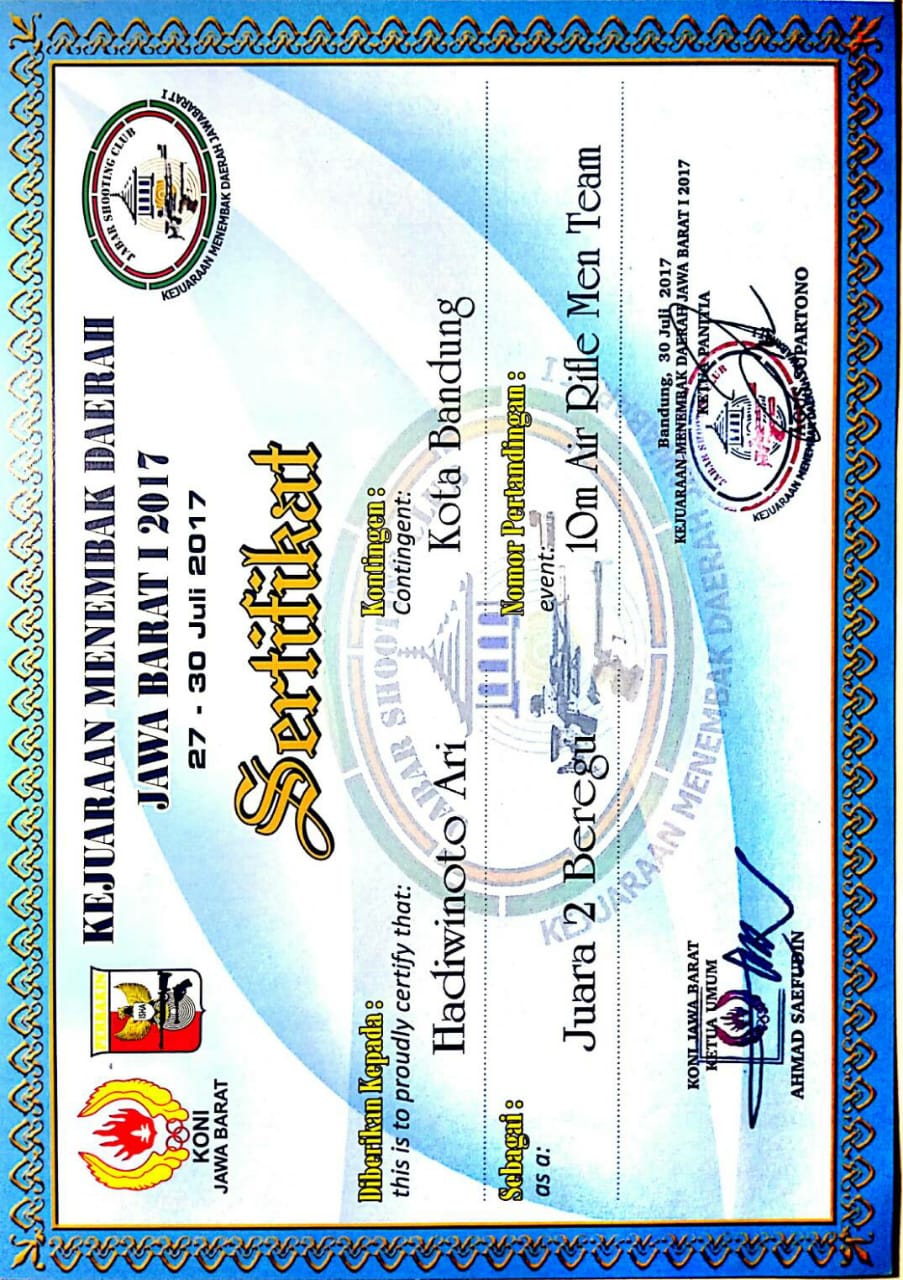 KONI
JAWA BARAT
PERBAKIN
KEJUARAAN MENEMBAK DAERAH
JAWA BARAT I 2017
27 - 30 Juli 2017
JABAR SHOOTING CLUB
KEJUARAAN MENEMBAK DAERAH JAWABARAT I
Sertifikat
Diberikan Kepada :
this is to proudly certify that:
Hadiwinoto Ari
Kontingen :
Contingent:
Kota Bandung
Sebagai :
as a:
Juara 2 Beregu
Nomor Pertandingan :
event:
10m Air Rifle Men Team
KONI JAWA BARAT
KETUA UMUM
AHMAD SAEFUDIN
Bandung, 30 Juli 2017
KEJUARAAN MENEMBAK DAERAH JAWA BARAT I 2017
KETUA PANITIA
SUPARTONO